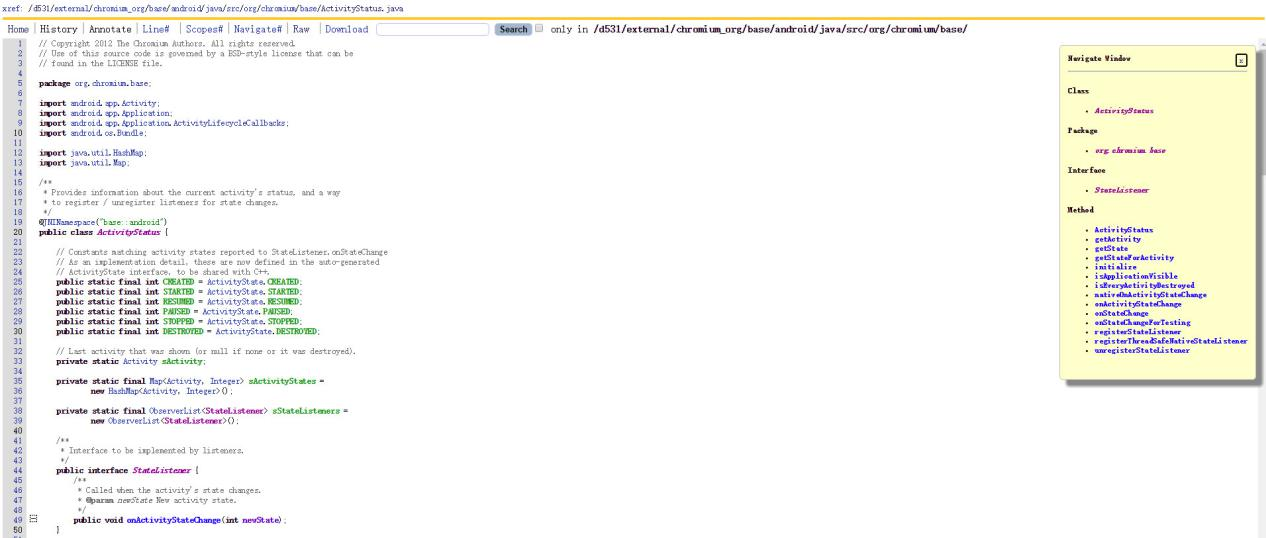 xref: /d531/external/chromium_org/base/android/java/src/org/chromium/base/ActivityStatus.java
Home | History | Annotate | Line# | Scopes# | Navigate# | Raw | Download Search only in /d531/external/chromium_org/base/android/java/src/org/chromium/base/
1 // Copyright 2012 The Chromium Authors. All rights reserved.
2 // Use of this source code is governed by a BSD-style license that can be
3 // found in the LICENSE file.
4
5 package org.chromium.base;
6
7 import android.app.Activity;
8 import android.app.Application;
9 import android.app.Application.ActivityLifecycleCallbacks;
10 import android.os.Bundle;
11
12 import java.util.HashMap;
13 import java.util.Map;
14
15 /**
16 * Provides information about the current activity's status, and a way
17 * to register / unregister listeners for state changes.
18 */
19 @JNINamespace("base::android")
20 public class ActivityStatus {
21
22 // Constants matching activity states reported to StateListener.onStateChange
23 // As an implementation detail, these are now defined in the auto-generated
24 // ActivityState interface, to be shared with C++.
25 public static final int CREATED = ActivityState.CREATED;
26 public static final int STARTED = ActivityState.STARTED;
27 public static final int RESUMED = ActivityState.RESUMED;
28 public static final int PAUSED = ActivityState.PAUSED;
29 public static final int STOPPED = ActivityState.STOPPED;
30 public static final int DESTROYED = ActivityState.DESTROYED;
31
32 // Last activity that was shown (or null if none or it was destroyed).
33 private static Activity sActivity;
34
35 private static final Map<Activity, Integer> sActivityStates =
36 new HashMap<Activity, Integer>();
37
38 private static final ObserverList<StateListener> sStateListeners =
39 new ObserverList<StateListener>();
40
41 /**
42 * Interface to be implemented by listeners.
43 */
44 public interface StateListener {
45 /**
46 * Called when the activity's state changes.
47 * @param newState New activity state.
48 */
49 public void onActivityStateChange(int newState);
50 }
Navigate Window
x
Class
ActivityStatus
Package
org.chromium.base
Interface
StateListener
Method
ActivityStatus
getActivity
getState
getStateForActivity
initialize
isApplicationVisible
isEveryActivityDestroyed
nativeOnActivityStateChange
onActivityStateChange
onStateChange
onStateChangeForTesting
registerStateListener
registerThreadSafeNativeStateListener
unregisterStateListener